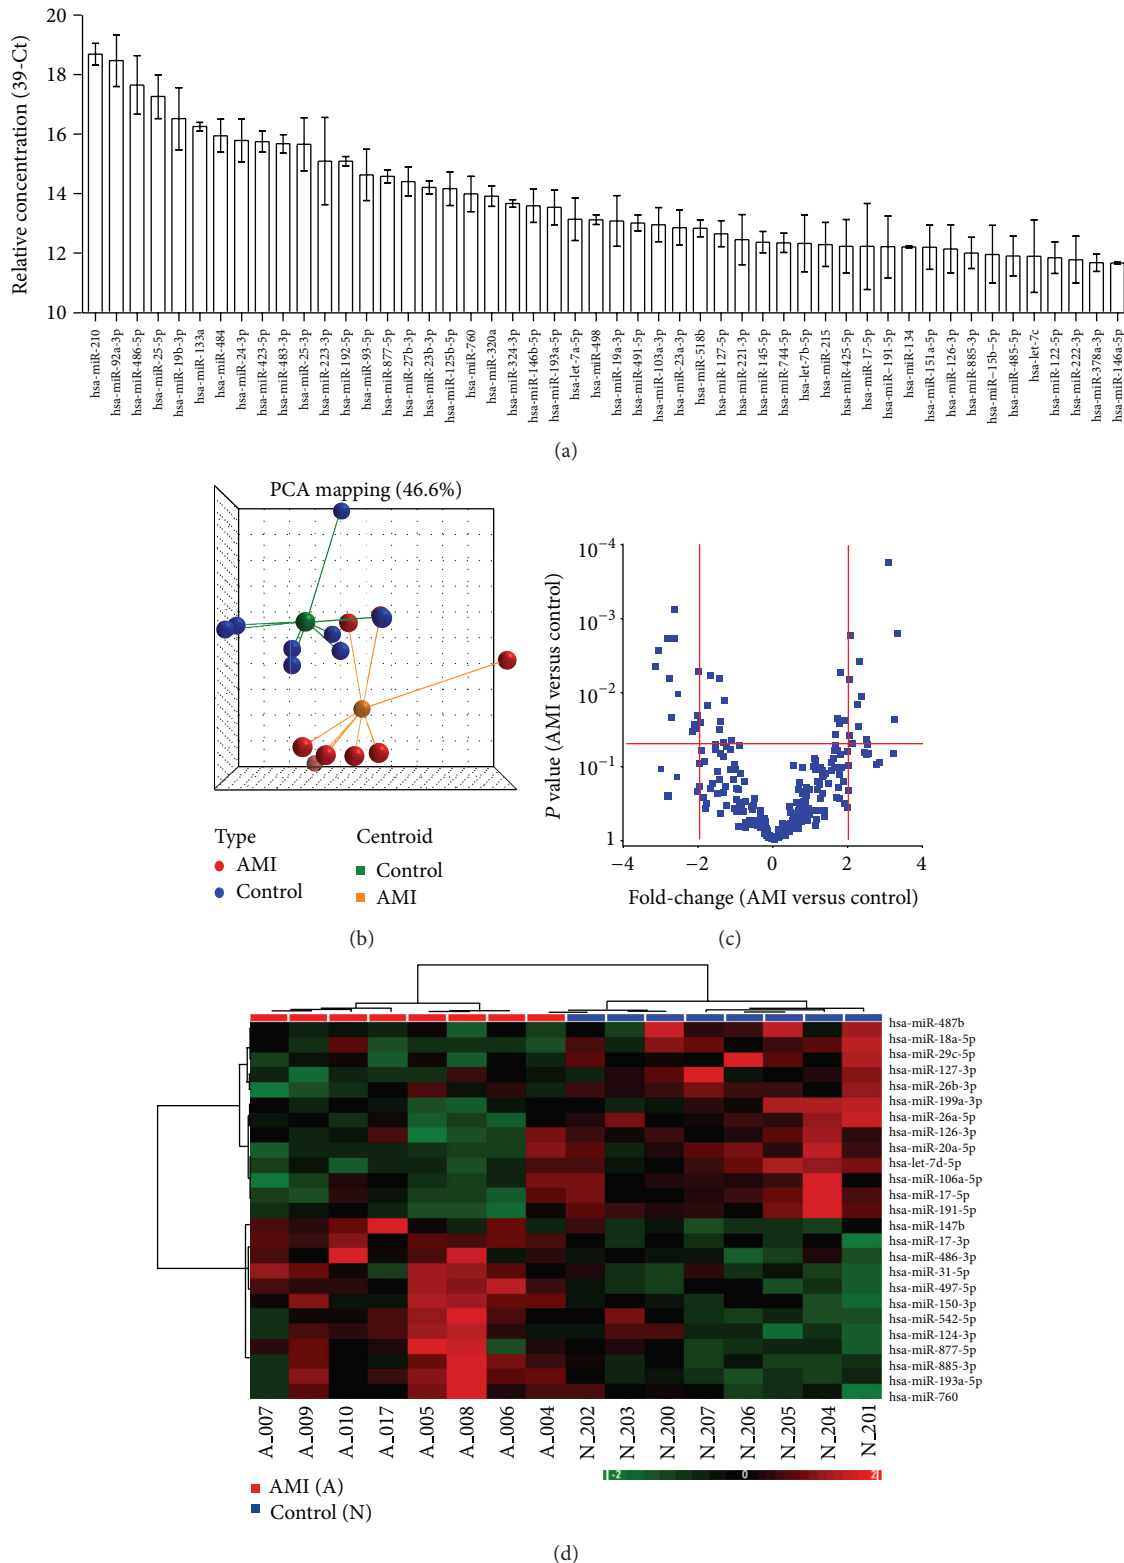 20
18
16
14
12
10
Relative concentration (39-Ct)
hsa-miR-210
hsa-miR-92a-3p
hsa-miR-486-5p
hsa-miR-25-5p
hsa-miR-19b-3p
hsa-miR-133a
hsa-miR-484
hsa-miR-24-3p
hsa-miR-423-5p
hsa-miR-483-3p
hsa-miR-25-3p
hsa-miR-223-3p
hsa-miR-192-5p
hsa-miR-93-5p
hsa-miR-877-5p
hsa-miR-27b-3p
hsa-miR-23b-3p
hsa-miR-125b-5p
hsa-miR-760
hsa-miR-320a
hsa-miR-324-3p
hsa-miR-146b-5p
hsa-miR-193a-5p
hsa-let-7a-5p
hsa-miR-498
hsa-miR-19a-3p
hsa-miR-491-5p
hsa-miR-103a-3p
hsa-miR-23a-3p
hsa-miR-518b
hsa-miR-127-5p
hsa-miR-221-3p
hsa-miR-145-5p
hsa-miR-744-5p
hsa-let-7b-5p
hsa-miR-215
hsa-miR-425-5p
hsa-miR-17-5p
hsa-miR-191-5p
hsa-miR-134
hsa-miR-151a-5p
hsa-miR-126-3p
hsa-miR-885-3p
hsa-miR-15b-5p
hsa-miR-485-5p
hsa-let-7c
hsa-miR-122-5p
hsa-miR-222-3p
hsa-miR-378a-3p
hsa-miR-146a-5p
(a)
PCA mapping (46.6%)
Type
AMI
Control
Centroid
Control
AMI
(b)
10−4
10−3
10−2
10−1
1
P value (AMI versus control)
−4 −2 0 2 4
Fold-change (AMI versus control)
(c)
hsa-miR-487b
hsa-miR-18a-5p
hsa-miR-29c-5p
hsa-miR-127-3p
hsa-miR-26b-3p
hsa-miR-199a-3p
hsa-miR-26a-5p
hsa-miR-126-3p
hsa-miR-20a-5p
hsa-let-7d-5p
hsa-miR-106a-5p
hsa-miR-17-5p
hsa-miR-191-5p
hsa-miR-147b
hsa-miR-17-3p
hsa-miR-486-3p
hsa-miR-31-5p
hsa-miR-497-5p
hsa-miR-150-3p
hsa-miR-542-5p
hsa-miR-124-3p
hsa-miR-877-5p
hsa-miR-885-3p
hsa-miR-193a-5p
hsa-miR-760
A_007
A_009
A_010
A_017
A_005
A_008
A_006
A_004
N_202
N_203
N_200
N_207
N_206
N_205
N_204
N_201
-2 0 2
AMI (A)
Control (N)
(d)